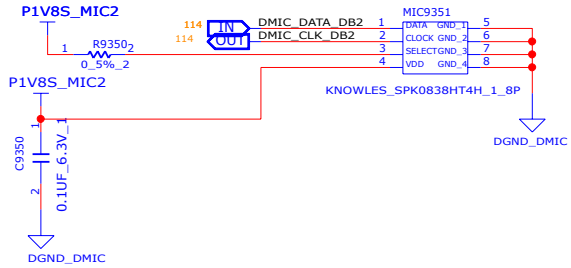 P1V8S_MIC2
1 R9350 2
0_5%_2
114 IN DMIC_DATA_DB2
114 OUT DMIC_CLK_DB2
MIC9351
1 DATA GND_1 5
2 CLOCK GND_2 6
3 SELECT GND_3 7
4 VDD GND_4 8
KNOWLES_SPK0838HT4H_1_8P
DGND_DMIC
P1V8S_MIC2
1
C9350
0.1UF_6.3V_1
2
DGND_DMIC